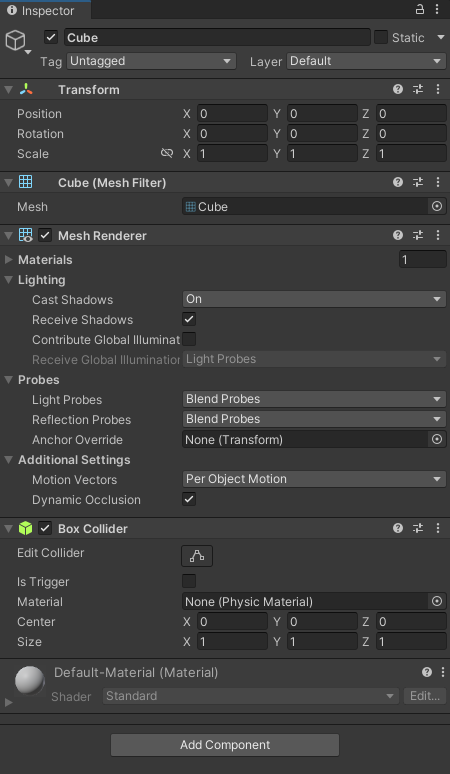 Inspector
Cube Static
Tag Untagged Layer Default
Transform
Position X 0 Y 0 Z 0
Rotation X 0 Y 0 Z 0
Scale X 1 Y 1 Z 1
Cube (Mesh Filter)
Mesh Cube
Mesh Renderer
Materials 1
Lighting
Cast Shadows On
Receive Shadows
Contribute Global Illuminat
Receive Global Illumination Light Probes
Probes
Light Probes Blend Probes
Reflection Probes Blend Probes
Anchor Override None (Transform)
Additional Settings
Motion Vectors Per Object Motion
Dynamic Occlusion
Box Collider
Edit Collider
Is Trigger
Material None (Physic Material)
Center X 0 Y 0 Z 0
Size X 1 Y 1 Z 1
Default-Material (Material)
Shader Standard Edit...
Add Component